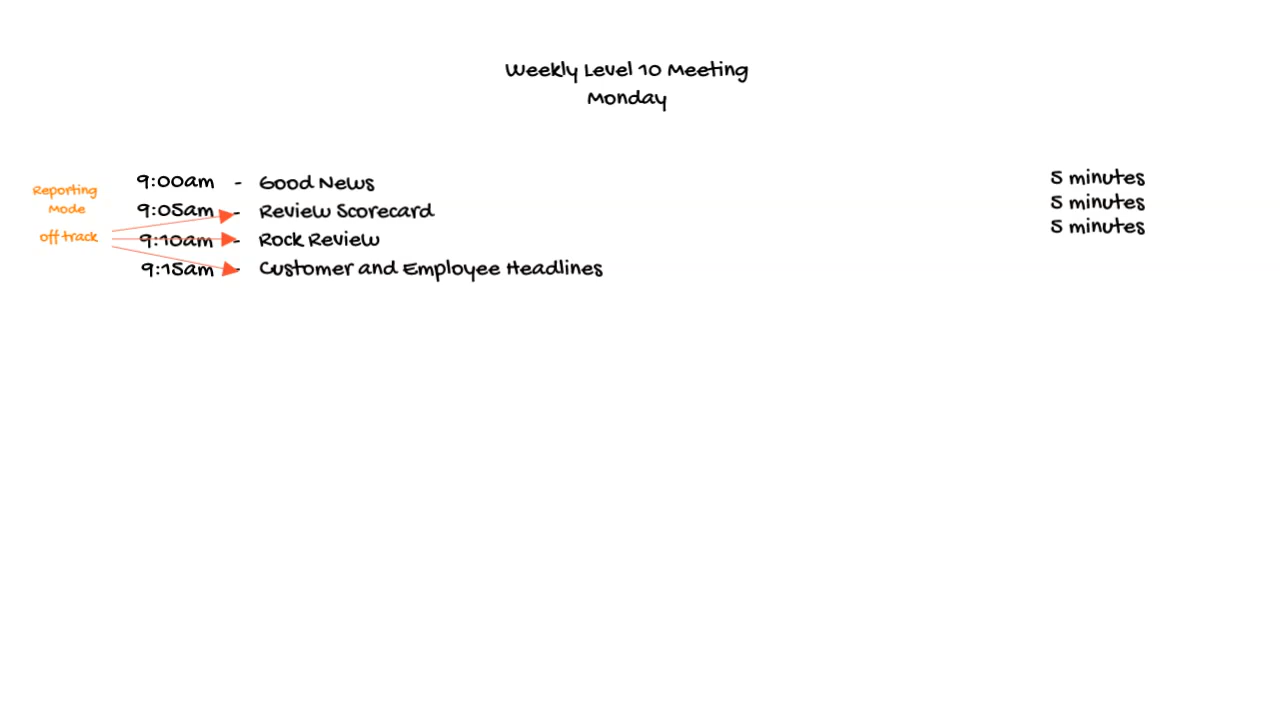 Weekly Level 10 Meeting
Monday
9:00am - Good News 5 minutes
Reporting
Mode
9:05am - Review Scorecard 5 minutes
off track
9:10am - Rock Review 5 minutes
9:15am - Customer and Employee Headlines